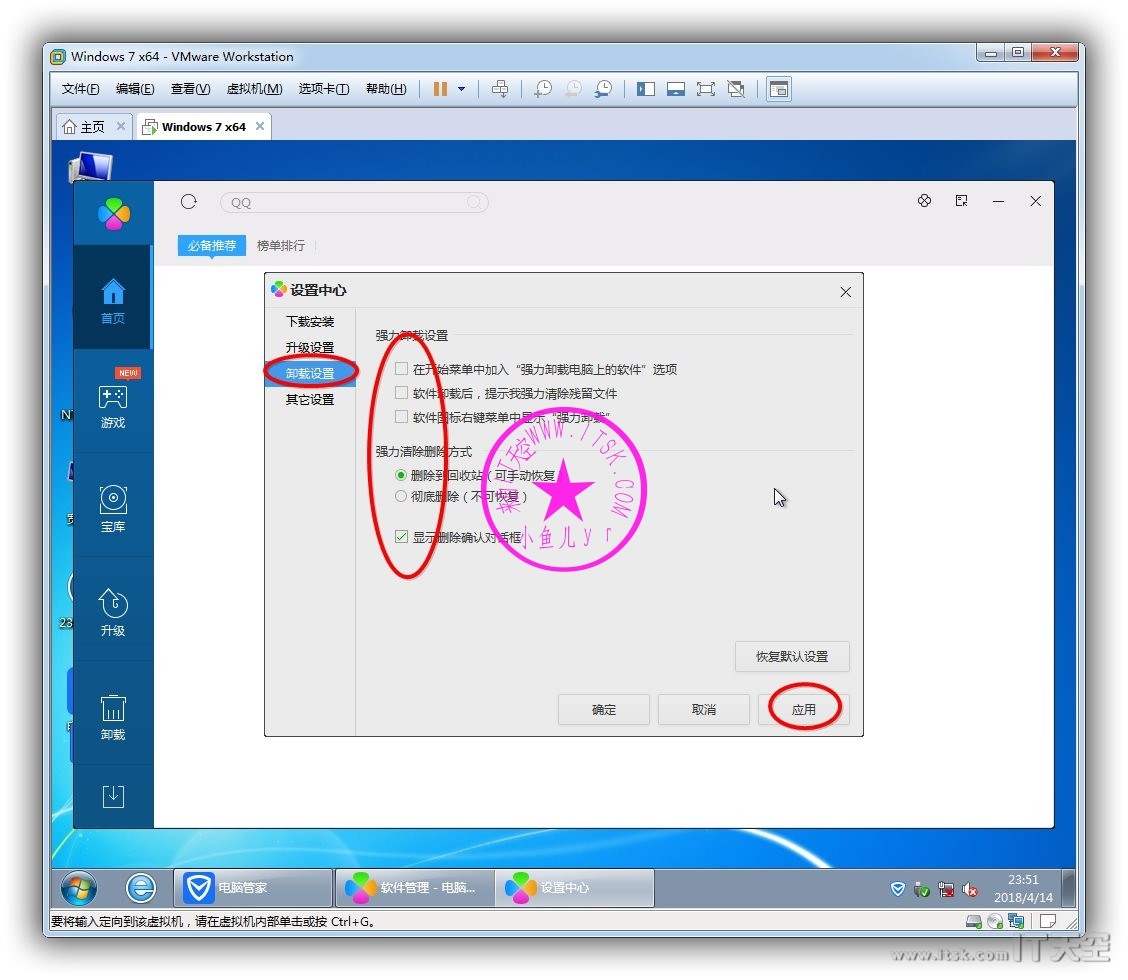 Windows 7 x64 - VMware Workstation
文件(F) 编辑(E) 查看(V) 虚拟机(M) 选项卡(T) 帮助(H)
主页 Windows 7 x64
QQ
必备推荐 榜单排行
首页
NEW
游戏
宝库
升级
卸载
设置中心
下载安装
升级设置
卸载设置
其它设置
强力卸载设置
在开始菜单中加入“强力卸载电脑上的软件”选项
软件卸载后，提示我强力清除残留文件
软件图标右键菜单中显示“强力卸载”
强力清除删除方式
删除到回收站（可手动恢复
彻底删除（不可恢复）
显示删除确认对话框
WWW.ITSK.COM
小鱼儿yr
恢复默认设置
确定 取消 应用
电脑管家 软件管理 - 电脑... 设置中心
23:51
2018/4/14
要将输入定向到该虚拟机，请在虚拟机内部单击或按 Ctrl+G。
www.itsk.com IT天空